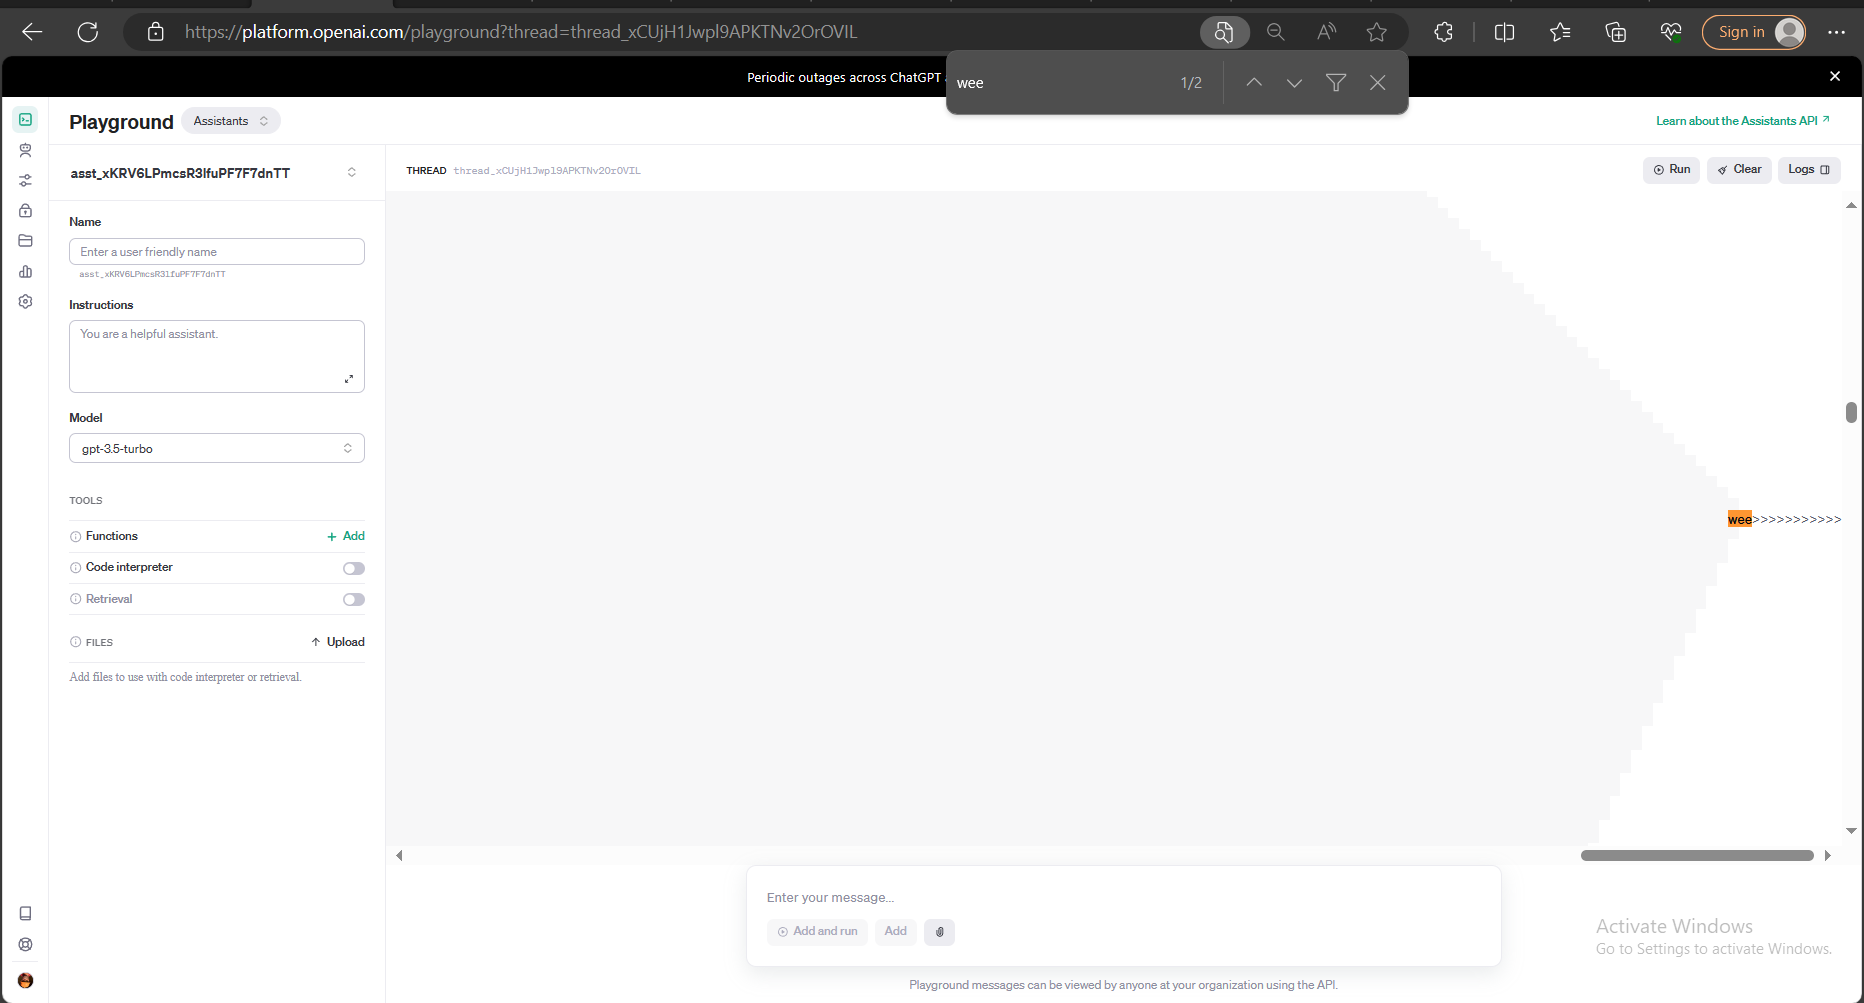 https://platform.openai.com/playground?thread=thread_xCUjH1Jwpl9APKTNv2OrOVIL
Sign in
Periodic outages across ChatGPT
wee
1/2
Playground
Assistants
Learn about the Assistants API
asst_xKRV6LPmcsR3lfuPF7F7dnTT
THREAD thread_xCUjH1Jwpl9APKTNv2OrOVIL
Run
Clear
Logs
Name
Enter a user friendly name
asst_xKRV6LPmcsR3lfuPF7F7dnTT
Instructions
You are a helpful assistant.
Model
gpt-3.5-turbo
TOOLS
Functions
Add
Code interpreter
Retrieval
FILES
Upload
Add files to use with code interpreter or retrieval.
wee>>>>>>>>>>>
Enter your message...
Add and run
Add
Playground messages can be viewed by anyone at your organization using the API.
Activate Windows
Go to Settings to activate Windows.